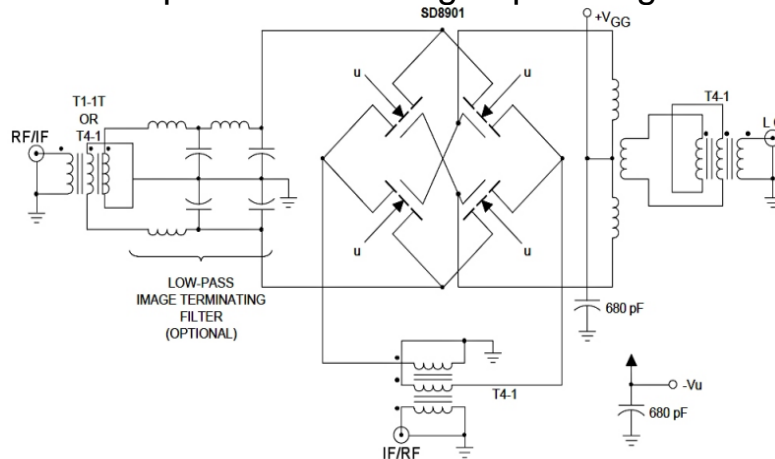 SD8901
+VGG
u
u
T1-1T
OR
T4-1
T4-1
RF/IF
L O
u
u
LOW-PASS
IMAGE TERMINATING
FILTER
(OPTIONAL)
680 pF
T4-1
-Vu
680 pF
IF/RF